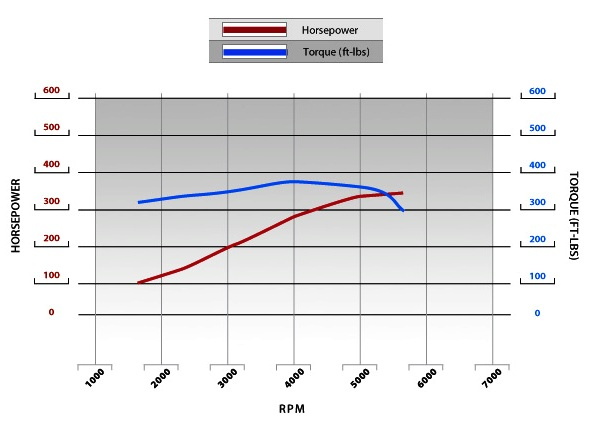 Horsepower
Torque (ft-lbs)
600 600
500 500
400 400
300 300
200 200
100 100
0 0
HORSEPOWER
TORQUE (FT-LBS)
1000 2000 3000 4000 5000 6000 7000
RPM